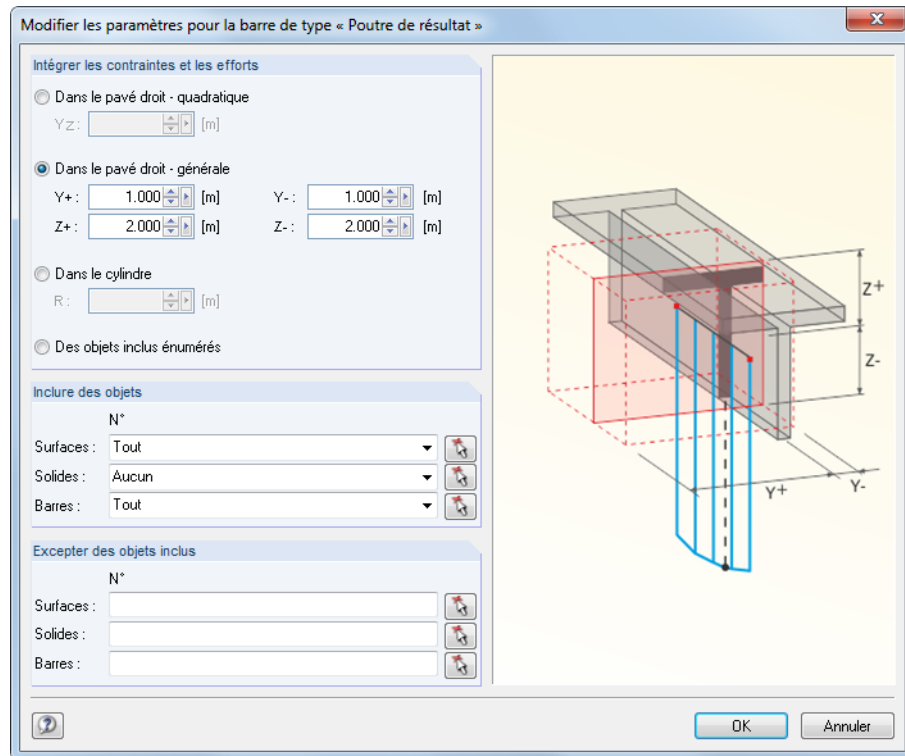 Modifier les paramètres pour la barre de type « Poutre de résultat »
Intégrer les contraintes et les efforts
Dans le pavé droit - quadratique
Yz: [m]
Dans le pavé droit - générale
Y+ : 1.000 [m] Y- : 1.000 [m]
Z+ : 2.000 [m] Z- : 2.000 [m]
Dans le cylindre
R : [m]
Des objets inclus énumérés
Inclure des objets
N°
Surfaces : Tout
Solides : Aucun
Barres : Tout
Excepter des objets inclus
N°
Surfaces :
Solides :
Barres :
Z+
Z-
Y+ Y-
OK Annuler